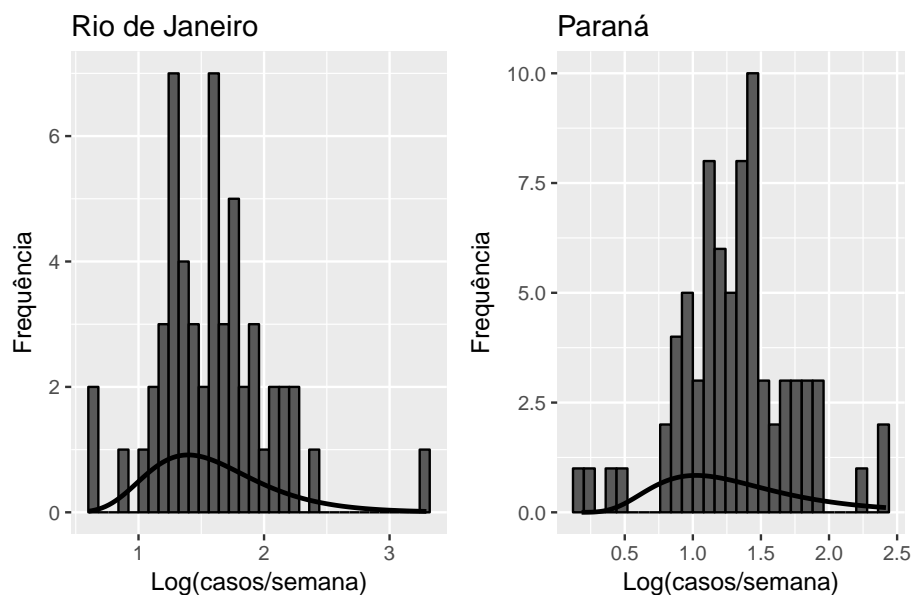 Rio de Janeiro
Frequência
6
4
2
0
1 2 3
Log(casos/semana)
Paraná
Frequência
10.0
7.5
5.0
2.5
0.0
0.5 1.0 1.5 2.0 2.5
Log(casos/semana)